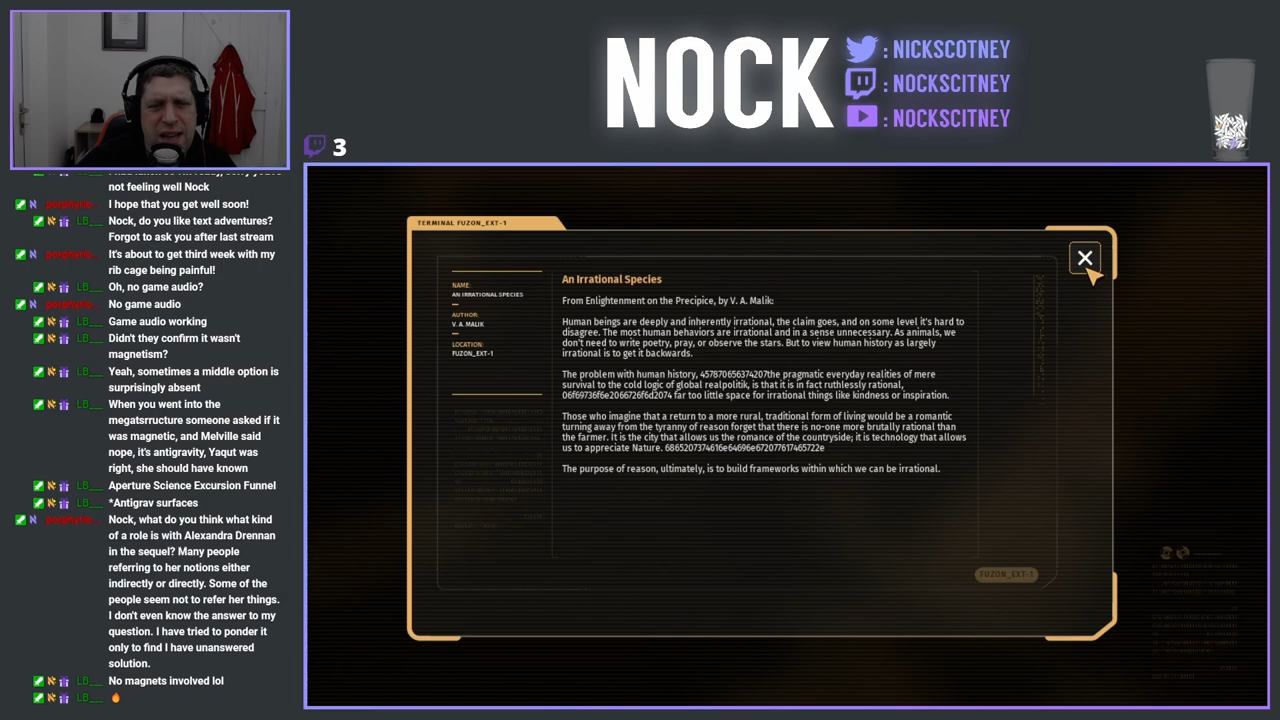 NOCK
: NICKSCOTNEY
: NOCKSCITNEY
: NOCKSCITNEY
3
not feeling well Nock
I hope that you get well soon!
LB__ Nock, do you like text adventures?
Forgot to ask you after last stream
It's about to get third week with my
rib cage being painful!
LB__ Oh, no game audio?
No game audio
LB__ Game audio working
LB__ Didn't they confirm it wasn't
magnetism?
LB__ Yeah, sometimes a middle option is
surprisingly absent
LB__ When you went into the
megatsrructure someone asked if it
was magnetic, and Melville said
nope, it's antigravity, Yaqut was
right, she should have known
LB__ Aperture Science Excursion Funnel
LB__ *Antigrav surfaces
Nock, what do you think what kind
of a role is with Alexandra Drennan
in the sequel? Many people
referring to her notions either
indirectly or directly. Some of the
people seem not to refer her things.
I don't even know the answer to my
question. I have tried to ponder it
only to find I have unanswered
solution.
LB__ No magnets involved lol
LB__ 🔥
TERMINAL FUZON_EXT-1
NAME:
AN IRRATIONAL SPECIES
AUTHOR:
V. A. MALIK
LOCATION:
FUZON_EXT-1
An Irrational Species
From Enlightenment on the Precipice, by V. A. Malik:
Human beings are deeply and inherently irrational, the claim goes, and on some level it's hard to
disagree. The most human behaviors are irrational and in a sense unnecessary. As animals, we
don't need to write poetry, pray, or observe the stars. But to view human history as largely
irrational is to get it backwards.
The problem with human history, 457870656374207the pragmatic everyday realities of mere
survival to the cold logic of global realpolitik, is that it is in fact ruthlessly rational,
06f69736f6e2066726f6d2074 far too little space for irrational things like kindness or inspiration.
Those who imagine that a return to a more rural, traditional form of living would be a romantic
turning away from the tyranny of reason forget that there is no-one more brutally rational than
the farmer. It is the city that allows us the romance of the countryside; it is technology that allows
us to appreciate Nature. 6865207374616e64696e672077617465722e
The purpose of reason, ultimately, is to build frameworks within which we can be irrational.
FUZON_EXT-1